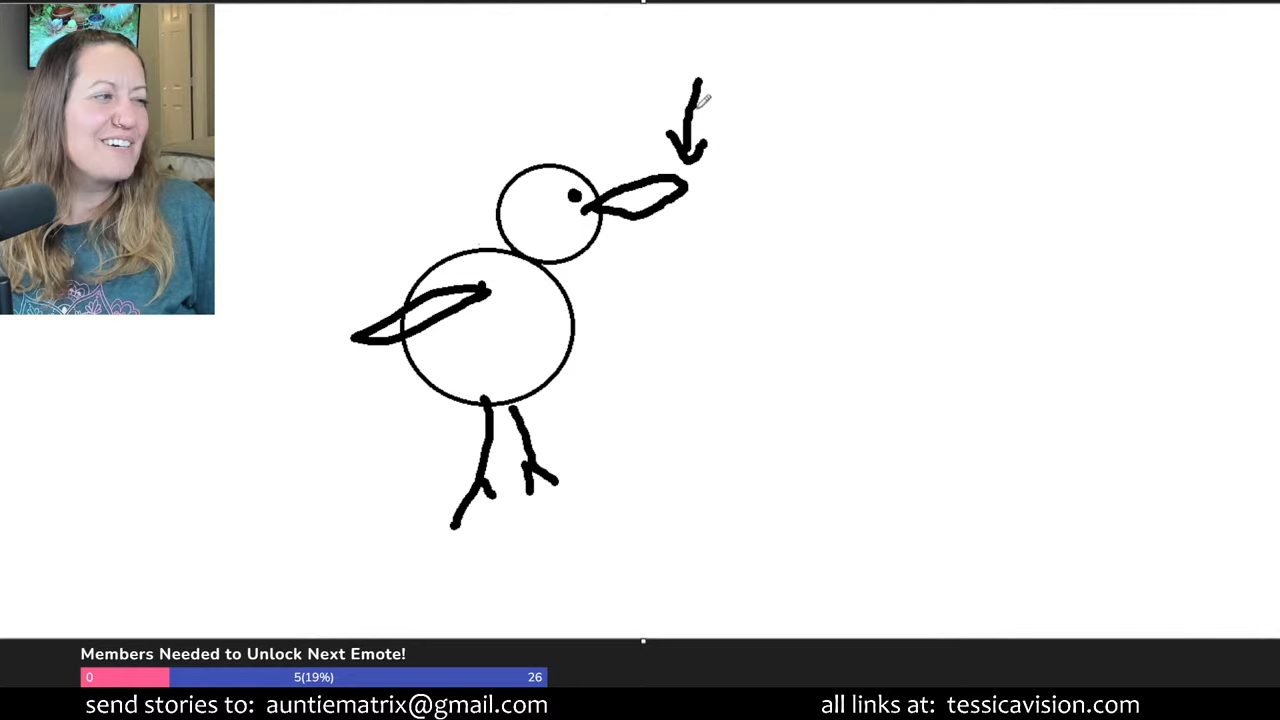 Members Needed to Unlock Next Emote!
0 5(19%) 26
send stories to: auntiematrix@gmail.com all links at: tessicavision.com